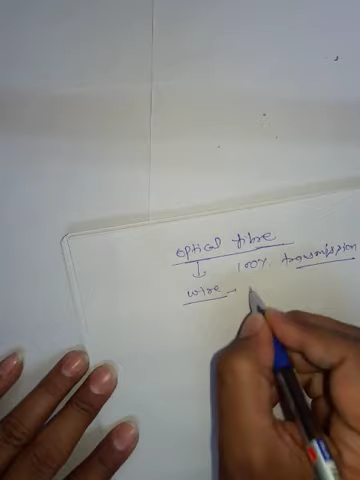 optical fibre
100% transmission
wire →